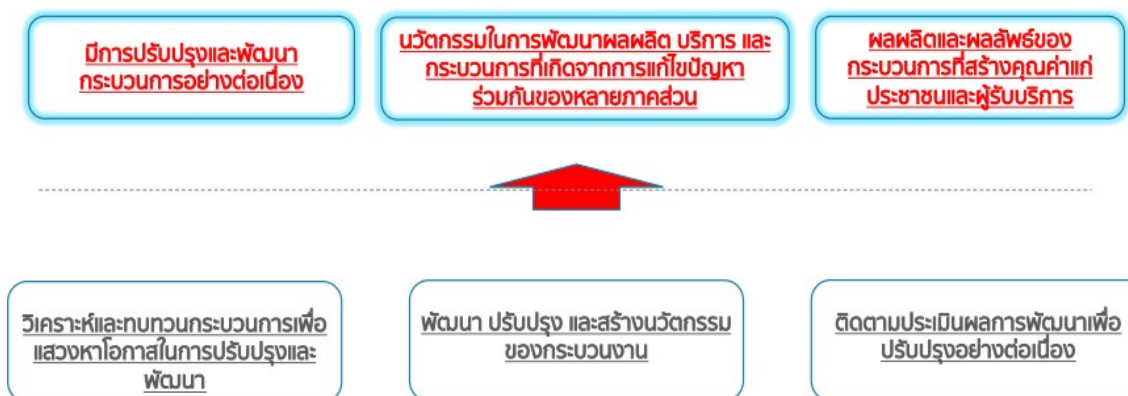 มีการปรับปรุงและพัฒนา
กระบวนการอย่างต่อเนื่อง
นวัตกรรมในการพัฒนาผลผลิต บริการ และ
กระบวนการที่เกิดจากการแก้ไขปัญหา
ร่วมกันของหลายภาคส่วน
ผลผลิตและผลลัพธ์ของ
กระบวนการที่สร้างคุณค่าแก่
ประชาชนและผู้รับบริการ
วิเคราะห์และทบทวนกระบวนการเพื่อ
แสวงหาโอกาสในการปรับปรุงและ
พัฒนา
พัฒนา ปรับปรุง และสร้างนวัตกรรม
ของกระบวนงาน
ติดตามประเมินผลการพัฒนาเพื่อ
ปรับปรุงอย่างต่อเนื่อง